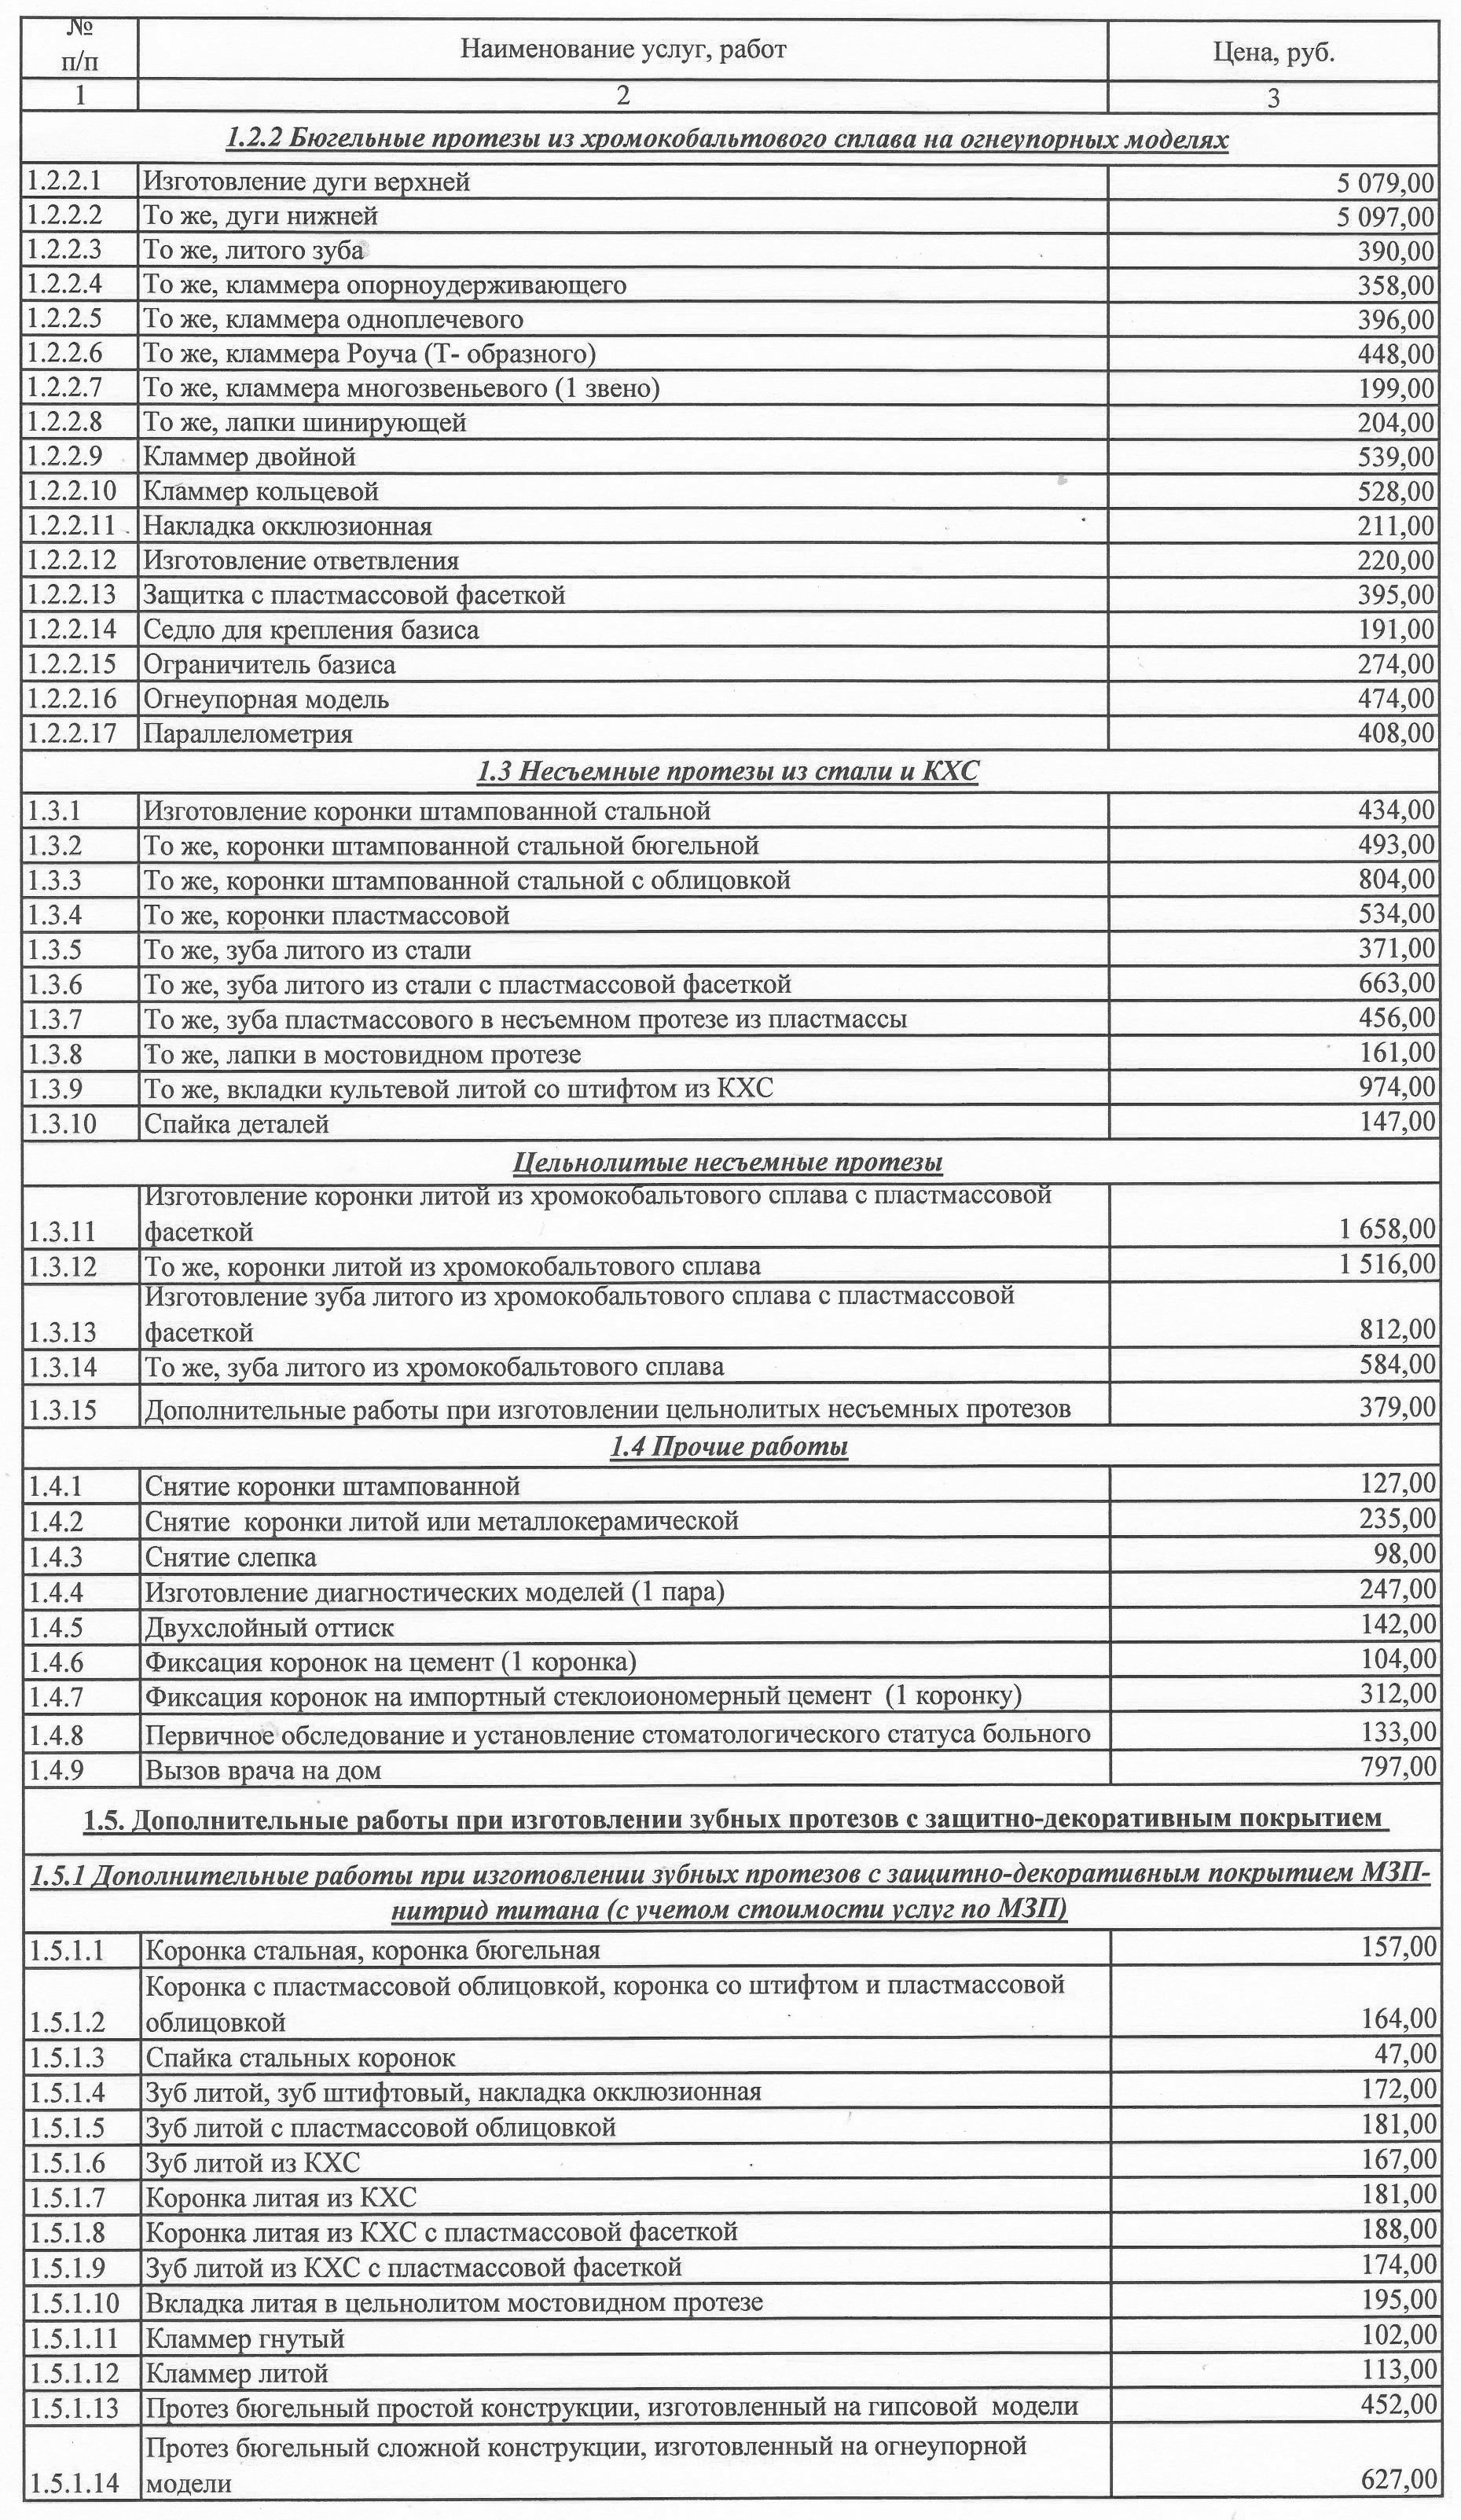 №
п/п
Наименование услуг, работ
Цена, руб.
1 2 3
1.2.2 Бюгельные протезы из хромокобальтового сплава на огнеупорных моделях
1.2.2.1 Изготовление дуги верхней 5 079,00
1.2.2.2 То же, дуги нижней 5 097,00
1.2.2.3 То же, литого зуба 390,00
1.2.2.4 То же, кламмера опорноудерживающего 358,00
1.2.2.5 То же, кламмера одноплечевого 396,00
1.2.2.6 То же, кламмера Роуча (Т- образного) 448,00
1.2.2.7 То же, кламмера многозвеньевого (1 звено) 199,00
1.2.2.8 То же, лапки шинирующей 204,00
1.2.2.9 Кламмер двойной 539,00
1.2.2.10 Кламмер кольцевой 528,00
1.2.2.11 Накладка окклюзионная 211,00
1.2.2.12 Изготовление ответвления 220,00
1.2.2.13 Защитка с пластмассовой фасеткой 395,00
1.2.2.14 Седло для крепления базиса 191,00
1.2.2.15 Ограничитель базиса 274,00
1.2.2.16 Огнеупорная модель 474,00
1.2.2.17 Параллелометрия 408,00
1.3 Несъемные протезы из стали и КХС
1.3.1 Изготовление коронки штампованной стальной 434,00
1.3.2 То же, коронки штампованной стальной бюгельной 493,00
1.3.3 То же, коронки штампованной стальной с облицовкой 804,00
1.3.4 То же, коронки пластмассовой 534,00
1.3.5 То же, зуба литого из стали 371,00
1.3.6 То же, зуба литого из стали с пластмассовой фасеткой 663,00
1.3.7 То же, зуба пластмассового в несъемном протезе из пластмассы 456,00
1.3.8 То же, лапки в мостовидном протезе 161,00
1.3.9 То же, вкладки культевой литой со штифтом из КХС 974,00
1.3.10 Спайка деталей 147,00
Цельнолитые несъемные протезы
Изготовление коронки литой из хромокобальтового сплава с пластмассовой
1.3.11 фасеткой 1 658,00
1.3.12 То же, коронки литой из хромокобальтового сплава 1 516,00
Изготовление зуба литого из хромокобальтового сплава с пластмассовой
1.3.13 фасеткой 812,00
1.3.14 То же, зуба литого из хромокобальтового сплава 584,00
1.3.15 Дополнительные работы при изготовлении цельнолитых несъемных протезов 379,00
1.4 Прочие работы
1.4.1 Снятие коронки штампованной 127,00
1.4.2 Снятие коронки литой или металлокерамической 235,00
1.4.3 Снятие слепка 98,00
1.4.4 Изготовление диагностических моделей (1 пара) 247,00
1.4.5 Двухслойный оттиск 142,00
1.4.6 Фиксация коронок на цемент (1 коронка) 104,00
1.4.7 Фиксация коронок на импортный стеклоиономерный цемент (1 коронку) 312,00
1.4.8 Первичное обследование и установление стоматологического статуса больного 133,00
1.4.9 Вызов врача на дом 797,00
1.5. Дополнительные работы при изготовлении зубных протезов с защитно-декоративным покрытием
1.5.1 Дополнительные работы при изготовлении зубных протезов с защитно-декоративным покрытием МЗП-
нитрид титана (с учетом стоимости услуг по МЗП)
1.5.1.1 Коронка стальная, коронка бюгельная 157,00
Коронка с пластмассовой облицовкой, коронка со штифтом и пластмассовой
1.5.1.2 облицовкой 164,00
1.5.1.3 Спайка стальных коронок 47,00
1.5.1.4 Зуб литой, зуб штифтовый, накладка окклюзионная 172,00
1.5.1.5 Зуб литой с пластмассовой облицовкой 181,00
1.5.1.6 Зуб литой из КХС 167,00
1.5.1.7 Коронка литая из КХС 181,00
1.5.1.8 Коронка литая из КХС с пластмассовой фасеткой 188,00
1.5.1.9 Зуб литой из КХС с пластмассовой фасеткой 174,00
1.5.1.10 Вкладка литая в цельнолитом мостовидном протезе 195,00
1.5.1.11 Кламмер гнутый 102,00
1.5.1.12 Кламмер литой 113,00
1.5.1.13 Протез бюгельный простой конструкции, изготовленный на гипсовой модели 452,00
Протез бюгельный сложной конструкции, изготовленный на огнеупорной
1.5.1.14 модели 627,00